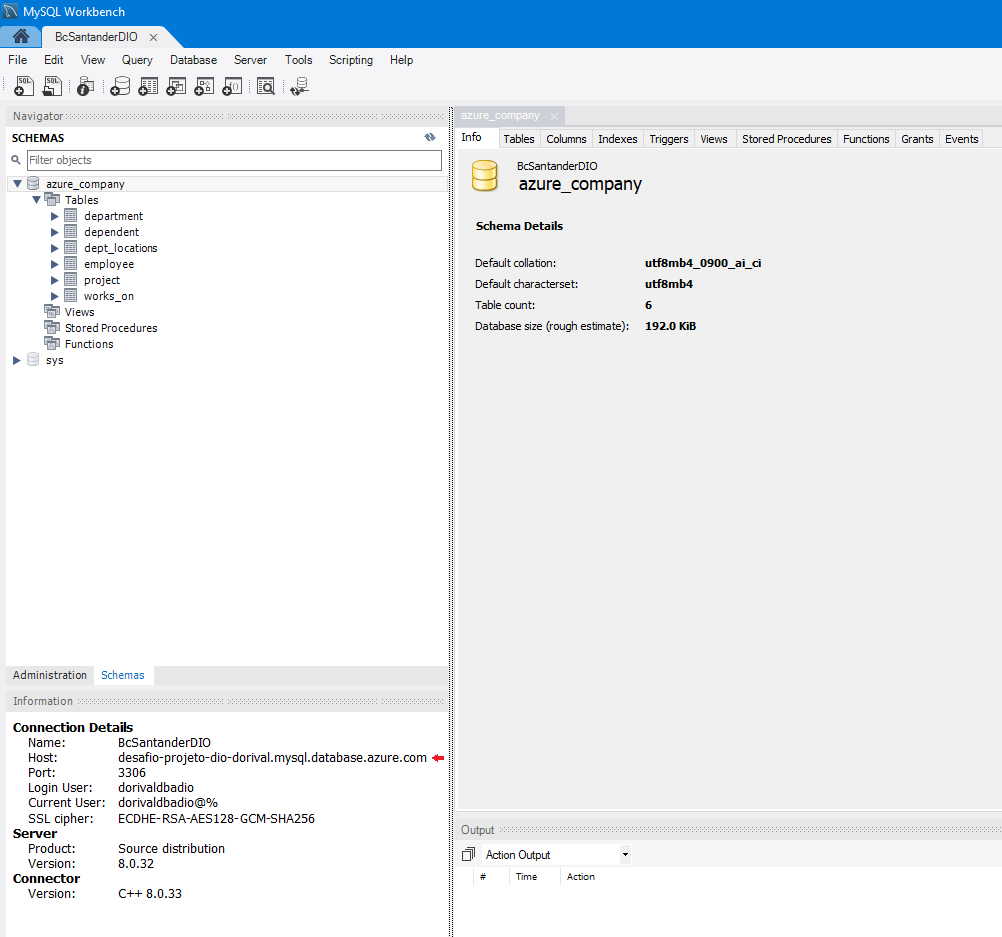 MySQL Workbench
BcSantanderDIO
File Edit View Query Database Server Tools Scripting Help
Navigator
SCHEMAS
Filter objects
azure_company
Tables
department
dependent
dept_locations
employee
project
works_on
Views
Stored Procedures
Functions
sys
Administration Schemas
Information
Connection Details
Name: BcSantanderDIO
Host: desafio-projeto-dio-dorival.mysql.database.azure.com
Port: 3306
Login User: dorivaldbadio
Current User: dorivaldbadio@%
SSL cipher: ECDHE-RSA-AES128-GCM-SHA256
Server
Product: Source distribution
Version: 8.0.32
Connector
Version: C++ 8.0.33
azure_company
Info Tables Columns Indexes Triggers Views Stored Procedures Functions Grants Events
BcSantanderDIO
azure_company
Schema Details
Default collation: utf8mb4_0900_ai_ci
Default characterset: utf8mb4
Table count: 6
Database size (rough estimate): 192.0 KiB
Output
Action Output
# Time Action